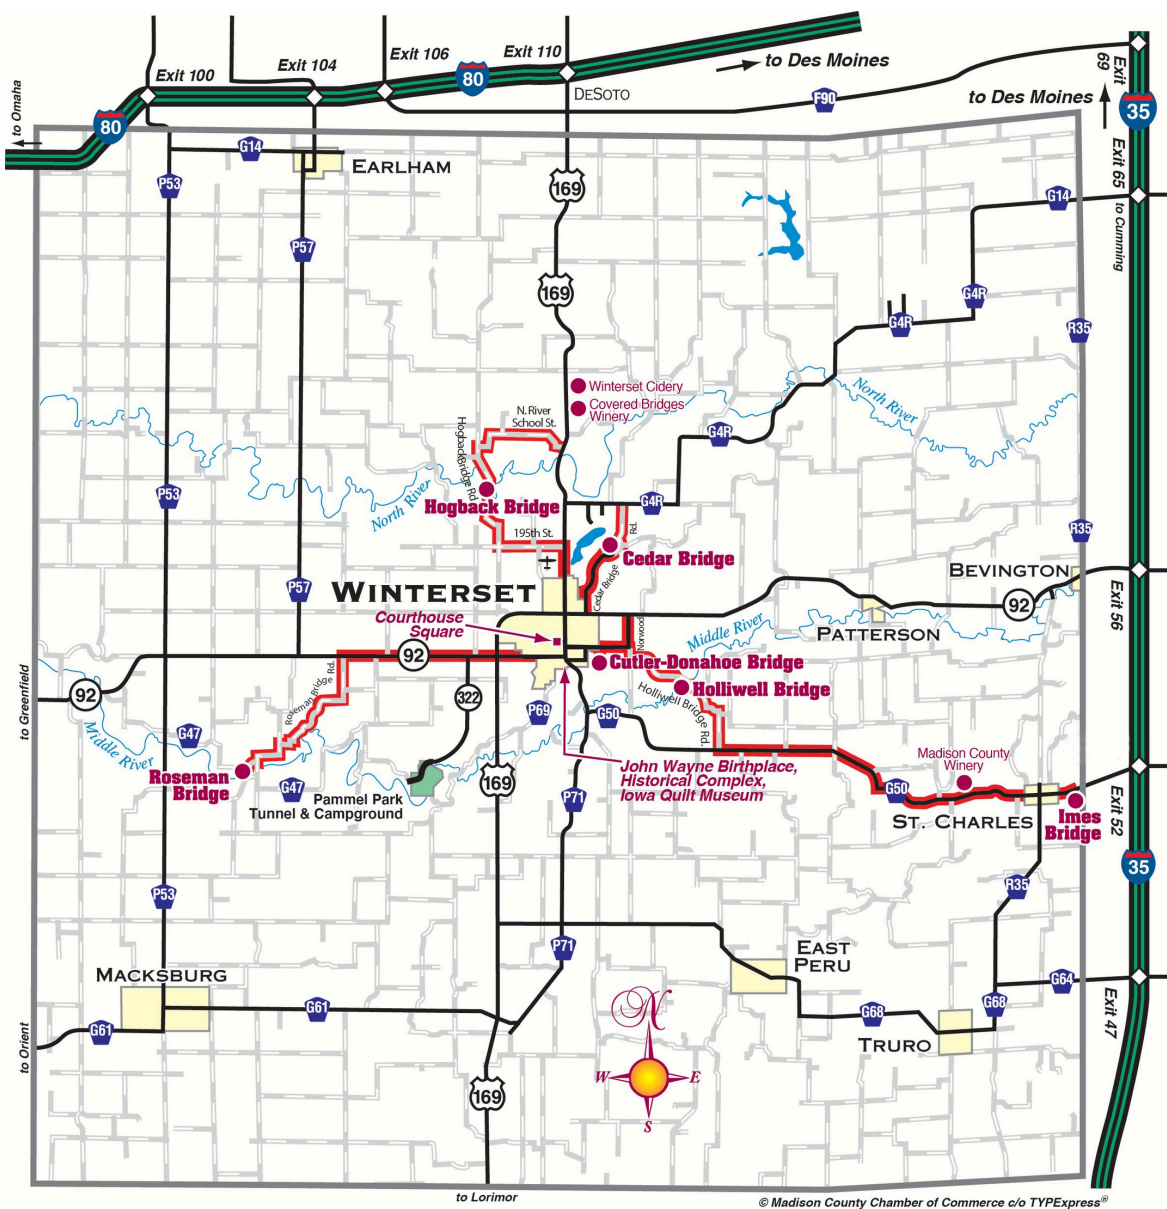 Exit 106
Exit 110
Exit 104
Exit 100
80
to Des Moines
DeSoto
Exit
69
F90
to Des Moines
35
to Omaha
80
G14
Earlham
P53
169
Exit 65
to Cumming
G14
P57
169
G4R
G4R
R35
Winterset Cidery
Covered Bridges
Winery
North River
N. River
School St.
HogbackBridge Rd.
G4R
P53
North River
Hogback Bridge
G4R
195th St.
Rd.
R35
Cedar Bridge
Bevington
P57
Winterset
Cedar Bridge
92
Exit 56
Courthouse
Square
Norwood
Middle River
Patterson
92
Cutler-Donahoe Bridge
Roseman Bridge Rd.
to Greenfield
92
322
Holliwell Bridge
Holliwell Bridge Rd.
P69
G50
Middle River
G47
Madison County
Winery
John Wayne Birthplace,
Historical Complex,
Iowa Quilt Museum
Roseman
Bridge
G47
169
Pammel Park
Tunnel & Campground
P71
G50
St. Charles
Imes
Bridge
Exit 52
35
P53
R35
P71
East
Peru
Macksburg
G64
G61
G68
G68
Exit 47
G61
Truro
to Orient
N
W
E
S
169
to Lorimor
© Madison County Chamber of Commerce c/o TYPExpress®